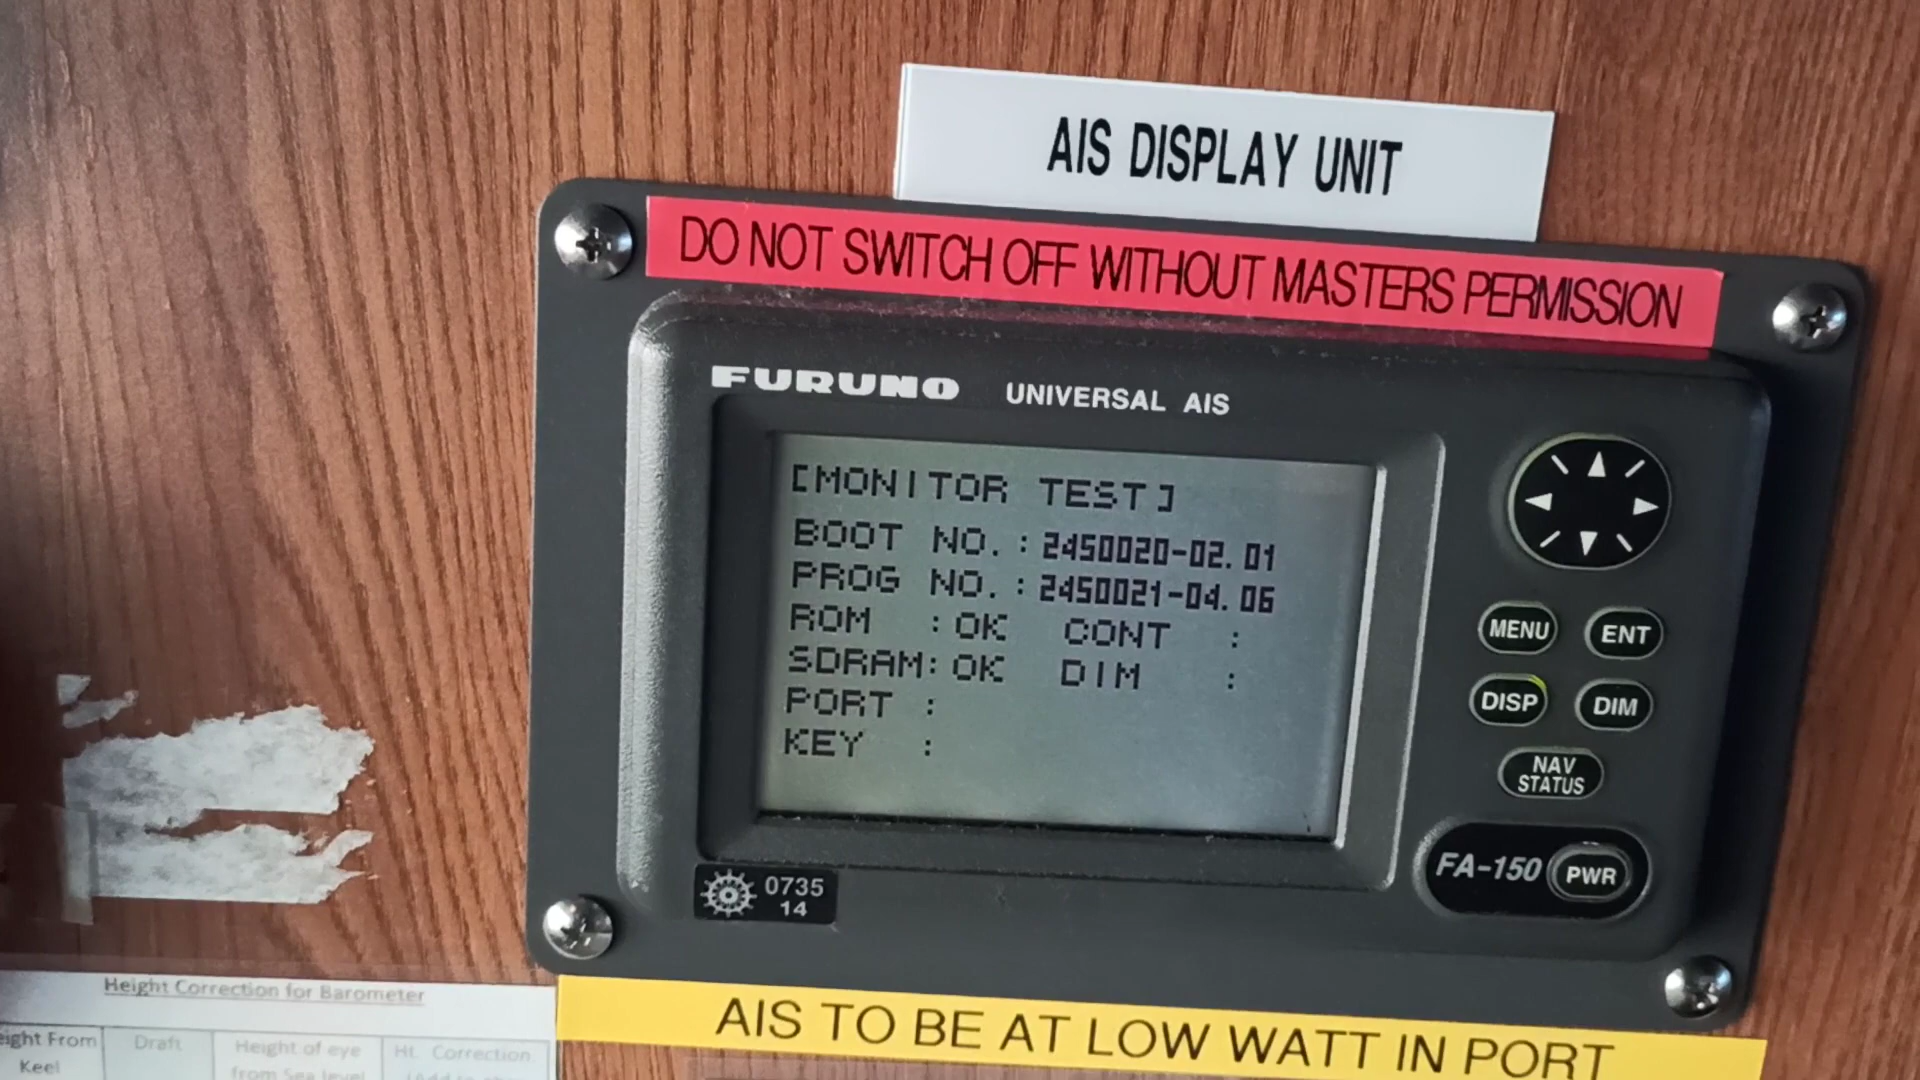 AIS DISPLAY UNIT
DO NOT SWITCH OFF WITHOUT MASTERS PERMISSION
FURUNO UNIVERSAL AIS
[MONITOR TEST]
BOOT NO. : 2450020-02.01
PROG NO. : 2450021-04.06
ROM : OK CONT :
SDRAM: OK DIM :
PORT :
KEY :
MENU ENT
DISP DIM
NAV
STATUS
FA-150 PWR
0735
14
AIS TO BE AT LOW WATT IN PORT
Height Correction for Barometer
From
Keel
Draft
Height of eye
from Sea level
Ht. Correction